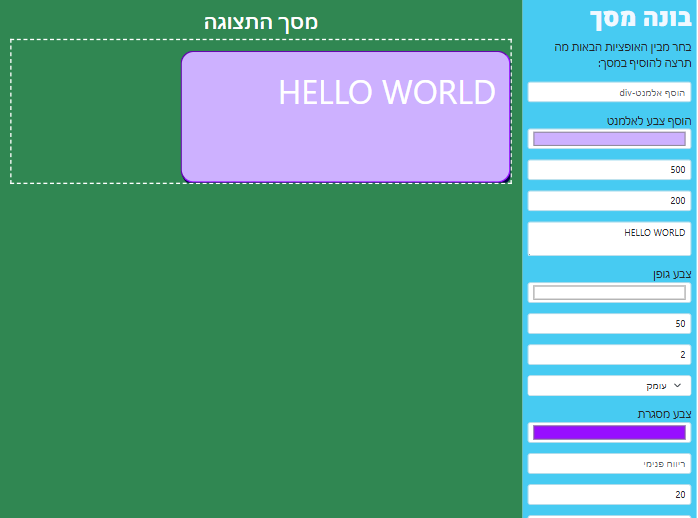 בונה מסך
בחר מבין האופציות הבאות מה
תרצה להוסיף במסך:
הוסף אלמנט-div
הוסף צבע לאלמנט
500
200
HELLO WORLD
צבע גופן
50
2
עומק
צבע מסגרת
ריווח פנימי
20
מסך התצוגה
HELLO WORLD